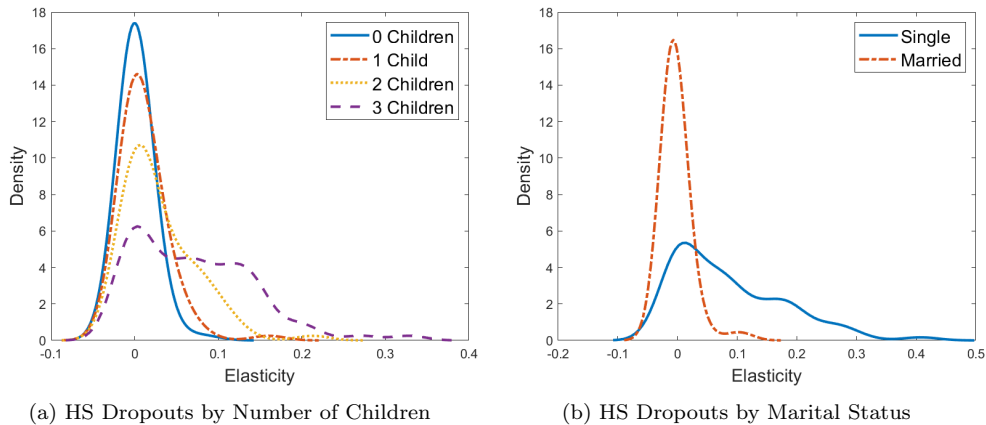 18
16
14
12
10
8
6
4
2
0
Density
-0.1
0
0.1
0.2
0.3
0.4
Elasticity
0 Children
1 Child
2 Children
3 Children
(a) HS Dropouts by Number of Children
18
16
14
12
10
8
6
4
2
0
Density
-0.2
-0.1
0
0.1
0.2
0.3
0.4
0.5
Elasticity
Single
Married
(b) HS Dropouts by Marital Status